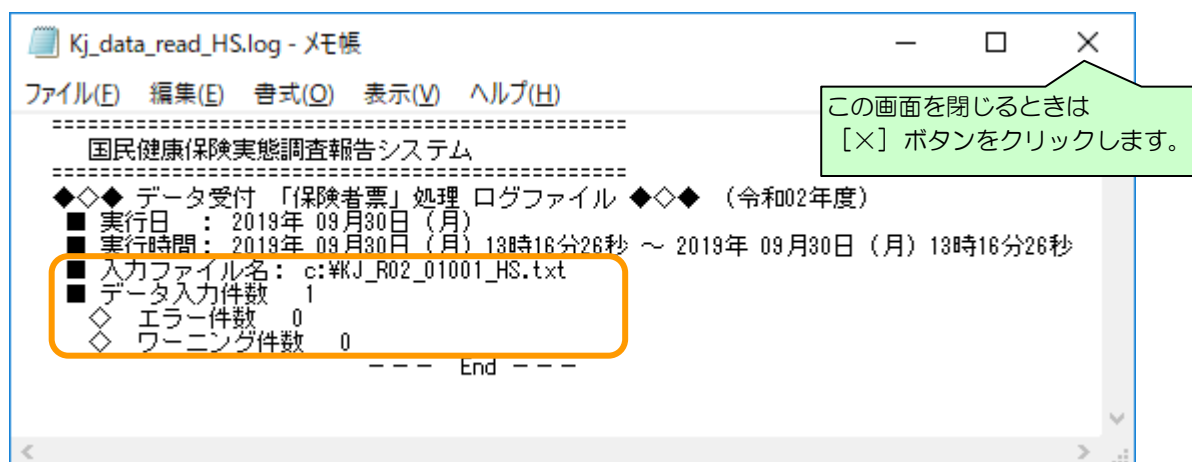 Kj_data_read_HS.log - メモ帳
ファイル(F) 編集(E) 書式(O) 表示(V) ヘルプ(H)
この画面を閉じるときは
［×］ボタンをクリックします。
===============================================
国民健康保険実態調査報告システム
===============================================
◆◇◆ データ受付 「保険者票」処理 ログファイル ◆◇◆ （令和02年度）
■ 実行日 ： 2019年 09月30日（月）
■ 実行時間： 2019年 09月30日（月）13時16分26秒 ～ 2019年 09月30日（月）13時16分26秒
■ 入力ファイル名： c:¥KJ_R02_01001_HS.txt
■ データ入力件数 1
◇ エラー件数 0
◇ ワーニング件数 0
－－－ End －－－